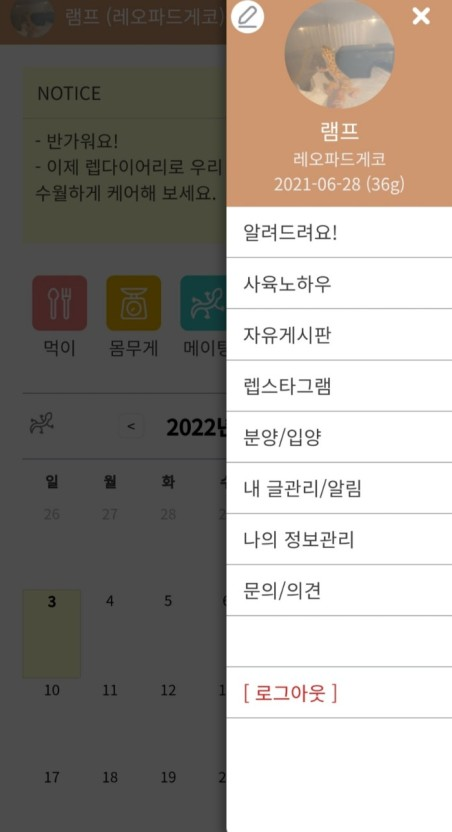 램프 (레오파드게코)
NOTICE
- 반가워요!
- 이제 렙다이어리로 우리
수월하게 케어해 보세요.
먹이
몸무게
메이팅
<
2022년
일
월
화
26
27
28
3
4
5
10
11
12
17
18
19
램프
레오파드게코
2021-06-28 (36g)
알려드려요!
사육노하우
자유게시판
렙스타그램
분양/입양
내 글관리/알림
나의 정보관리
문의/의견
[ 로그아웃 ]